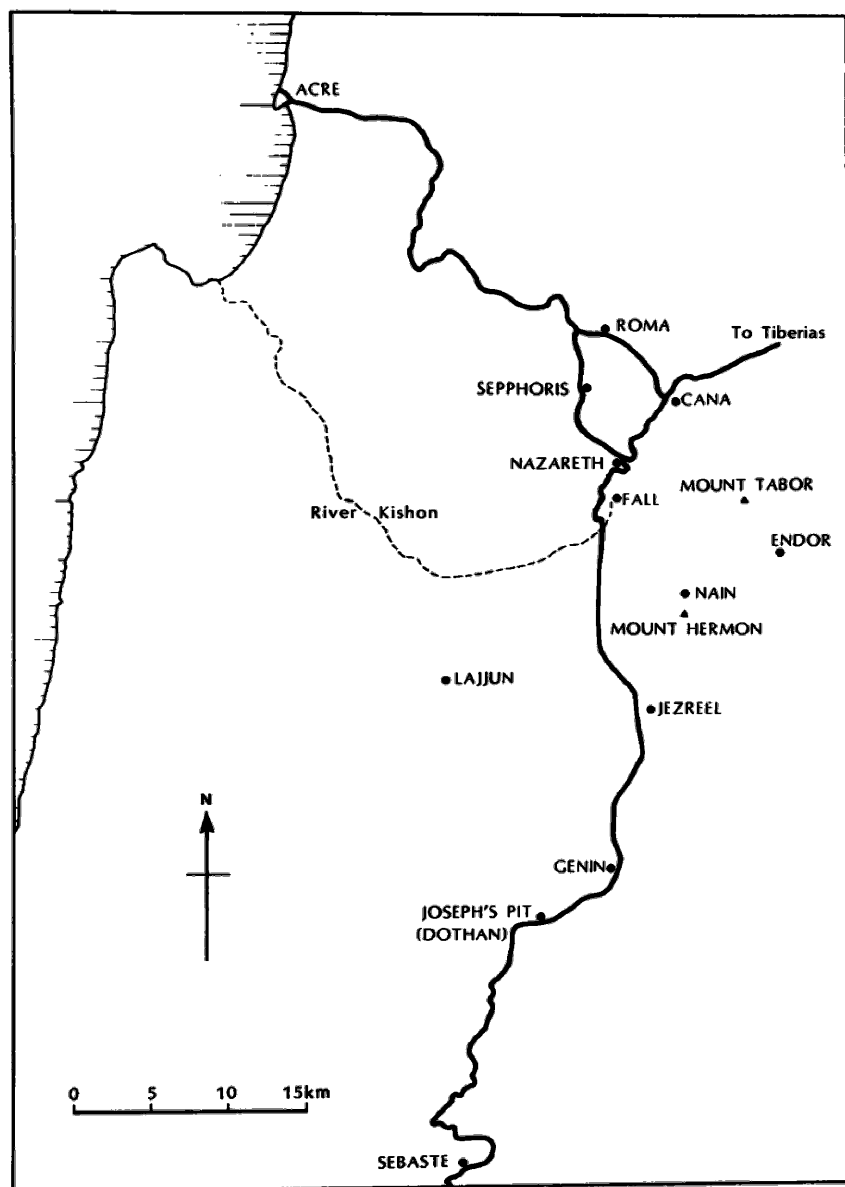 ACRE
ROMA
To Tiberias
SEPPHORIS
CANA
NAZARETH
FALL
MOUNT TABOR
River Kishon
ENDOR
NAIN
MOUNT HERMON
LAJJUN
JEZREEL
N
GENIN
JOSEPH'S PIT
(DOTHAN)
0 5 10 15km
SEBASTE